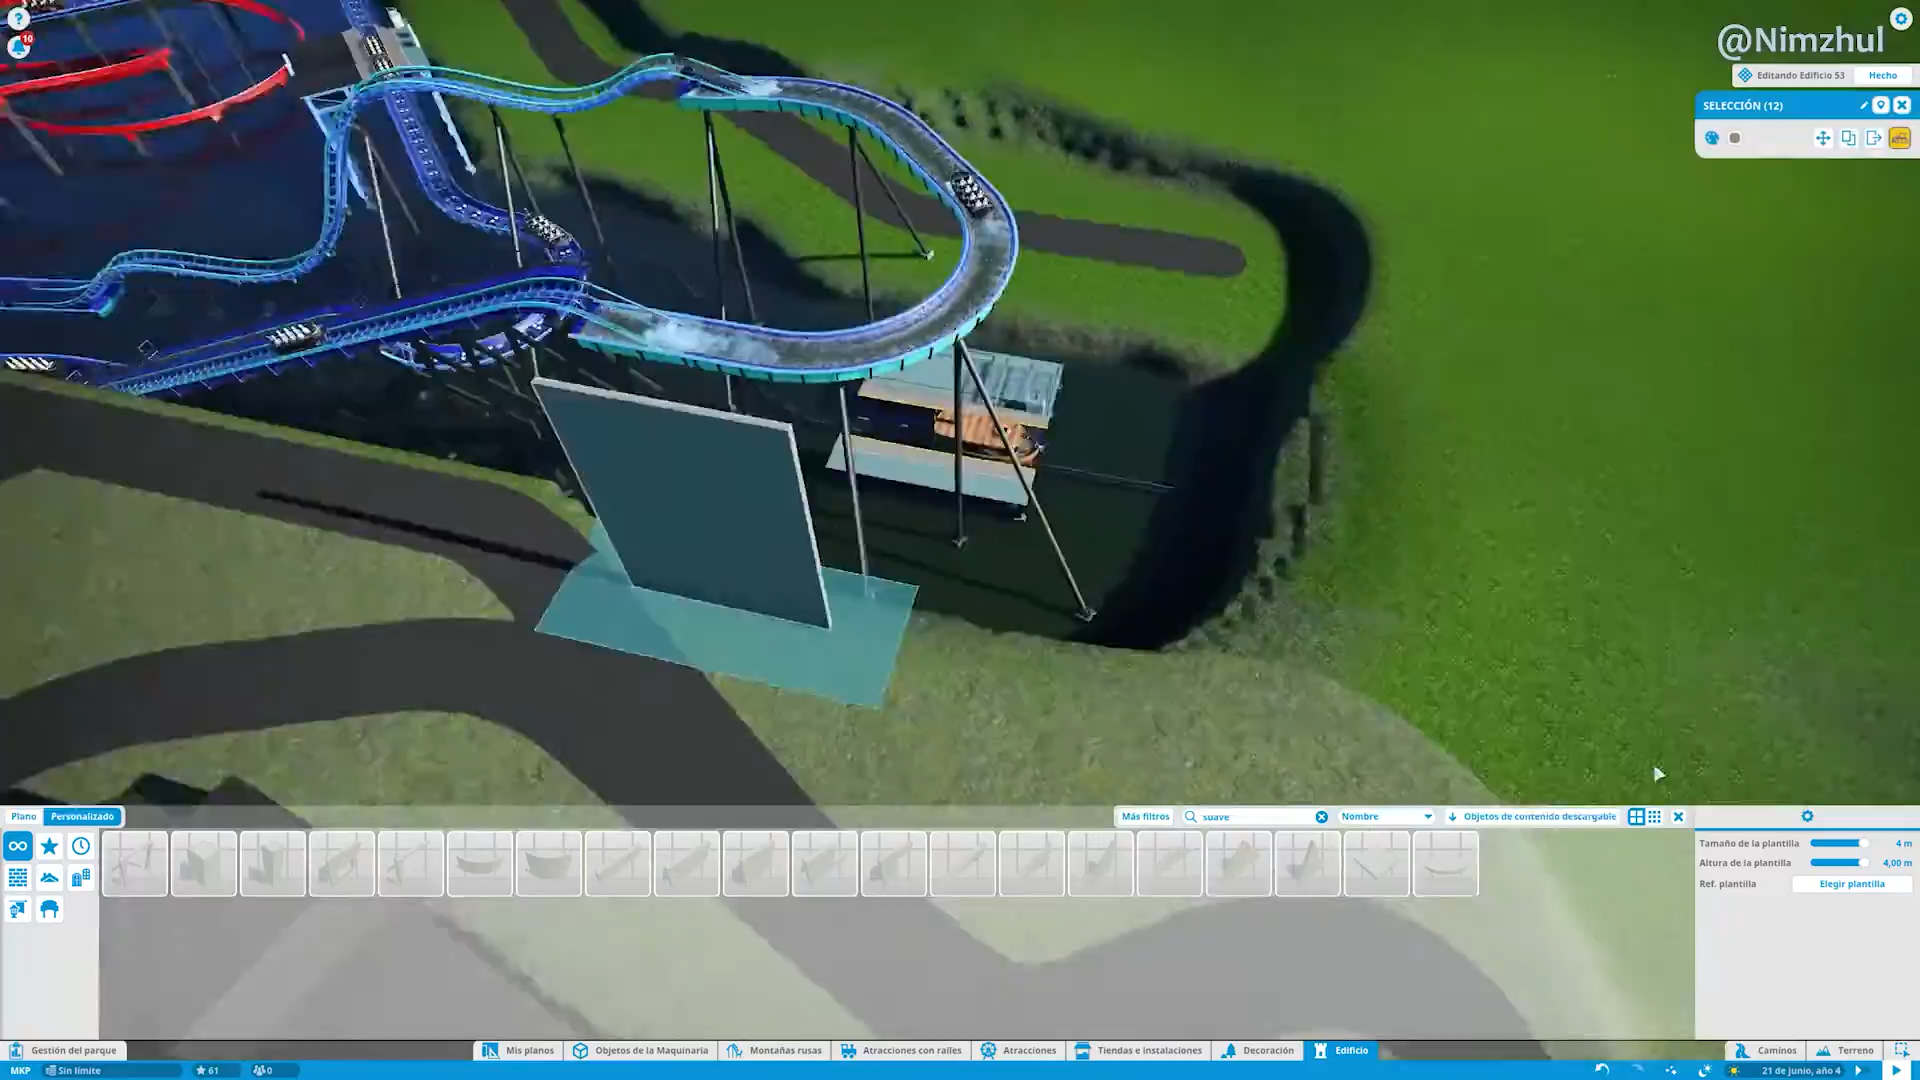 ?
10
@Nimzhul
Editando Edificio 53 Hecho
SELECCIÓN (12)
Plano Personalizado
Más filtros suave Nombre Objetos de contenido descargable
Tamaño de la plantilla 4 m
Altura de la plantilla 4,00 m
Ref. plantilla Elegir plantilla
Gestión del parque Mis planos Objetos de la Maquinaria Montañas rusas Atracciones con raíles Atracciones Tiendas e instalaciones Decoración Edificio Caminos Terreno
MKP Sin límite 61 0 21 de junio, año 4